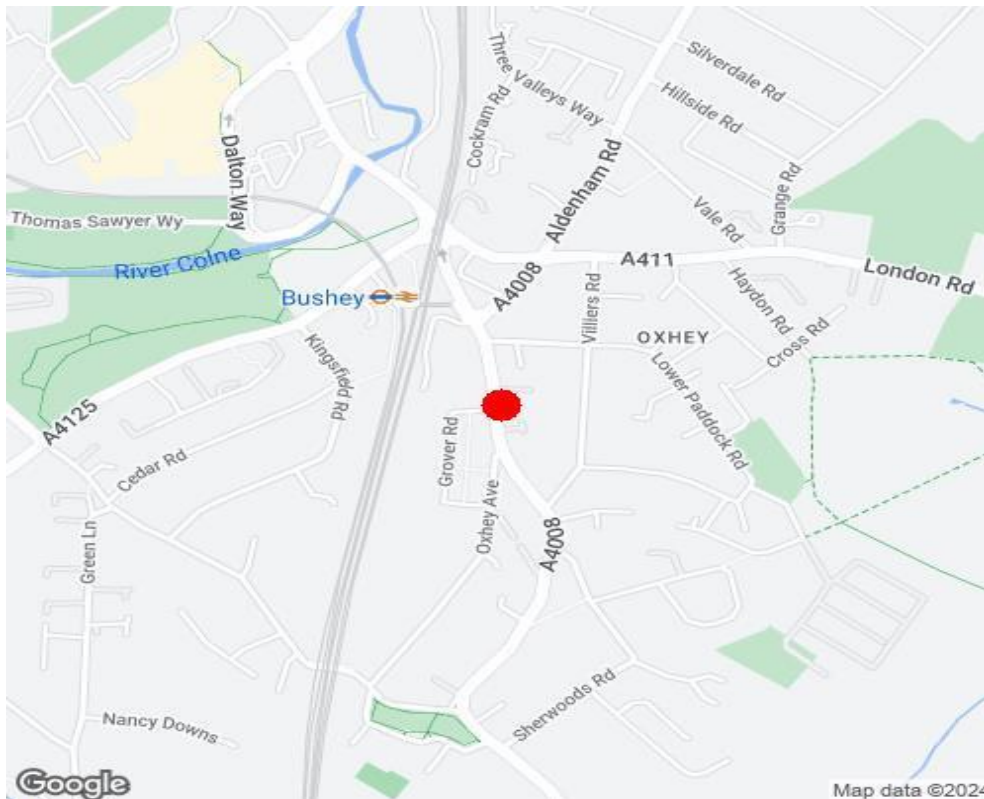 Silverdale Rd
Three Valleys Way
Hillside Rd
Cockram Rd
Dalton Way
Aldenham Rd
Grange Rd
Vale Rd
Thomas Sawyer Wy
River Colne
A411
London Rd
A4008
Villiers Rd
Haydon Rd
Bushey
OXHEY
Cross Rd
Kingsfield Rd
Lower Paddock Rd
A4125
Cedar Rd
Grover Rd
Oxhey Ave
A4008
Green Ln
Sherwoods Rd
Nancy Downs
Google
Map data ©2024